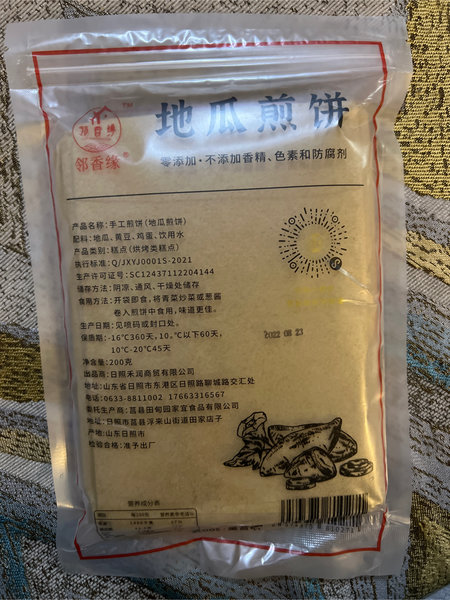 邻香缘
TM
邻香缘®
地瓜煎饼
零添加·不添加香精、色素和防腐剂
产品名称:手工煎饼(地瓜煎饼)
配料:地瓜、黄豆、鸡蛋、饮用水
产品类别:糕点(烘烤类糕点)
执行标准:Q/JXYJ0001S-2021
生产许可证号:SC12437112204144
储存方法:阴凉、通风、干燥处储存
食用方法:开袋即食,将青菜炒菜或葱酱
卷入煎饼中食用,味道更佳。
生产日期:见喷码或封口处。
保质期:-16℃360天,10。℃以下60天,
10℃-20℃45天
2022 08 23
净含量:200克
出品商:日照禾润商贸有限公司
地址:山东省日照市东港区日照路聊城路交汇处
电话:0633-8811002 17663316567
委托生产商:莒县田甸园家宜食品有限公司
地址:日照市莒县浮来山街道田家店子
产地:山东日照市
检验合格:准予出厂
营养成分表